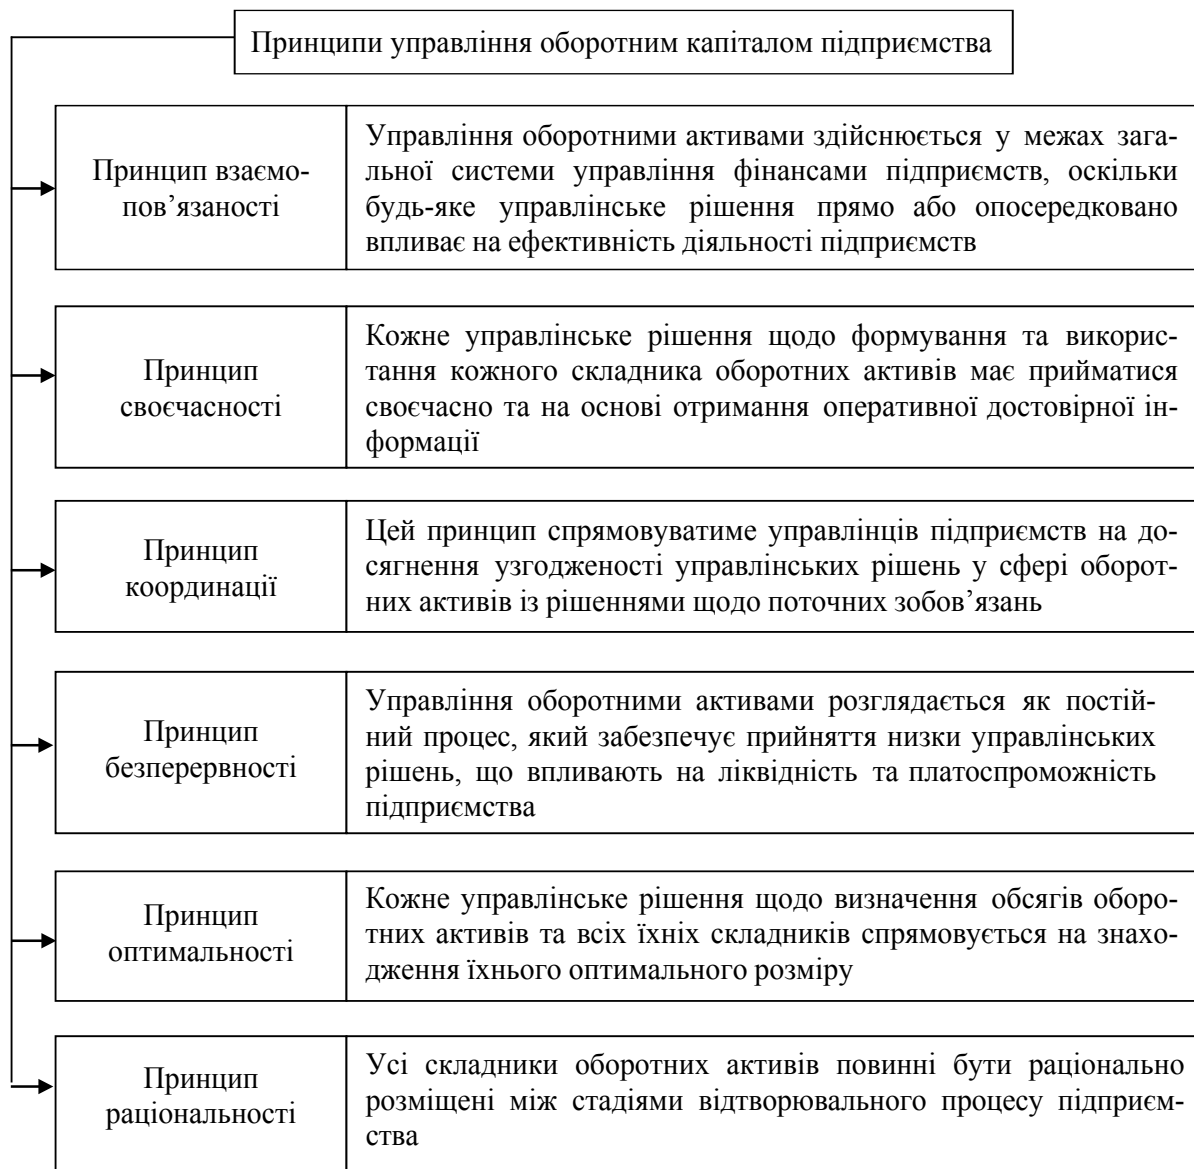 Принципи управління оборотним капіталом підприємства
Принцип взаємо-
пов’язаності
Управління оборотними активами здійснюється у межах зага-
льної системи управління фінансами підприємств, оскільки
будь-яке управлінське рішення прямо або опосередковано
впливає на ефективність діяльності підприємств
Принцип
своєчасності
Кожне управлінське рішення щодо формування та викорис-
тання кожного складника оборотних активів має прийматися
своєчасно та на основі отримання оперативної достовірної ін-
формації
Принцип
координації
Цей принцип спрямовуватиме управлінців підприємств на до-
сягнення узгодженості управлінських рішень у сфері оборот-
них активів із рішеннями щодо поточних зобов’язань
Принцип
безперервності
Управління оборотними активами розглядається як постій-
ний процес, який забезпечує прийняття низки управлінських
рішень, що впливають на ліквідність та платоспроможність
підприємства
Принцип
оптимальності
Кожне управлінське рішення щодо визначення обсягів оборо-
тних активів та всіх їхніх складників спрямовується на знахо-
дження їхнього оптимального розміру
Принцип
раціональності
Усі складники оборотних активів повинні бути раціонально
розміщені між стадіями відтворювального процесу підприєм-
ства